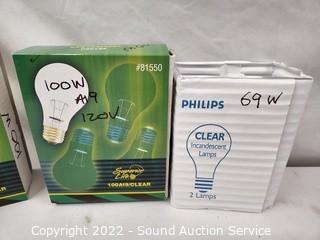 #81550
100W
A19
120V
Superior
Life
100A19/CLEAR
PHILIPS
69W
CLEAR
Incandescent
Lamps
2 Lamps
Copyright 2022 - Sound Auction Service